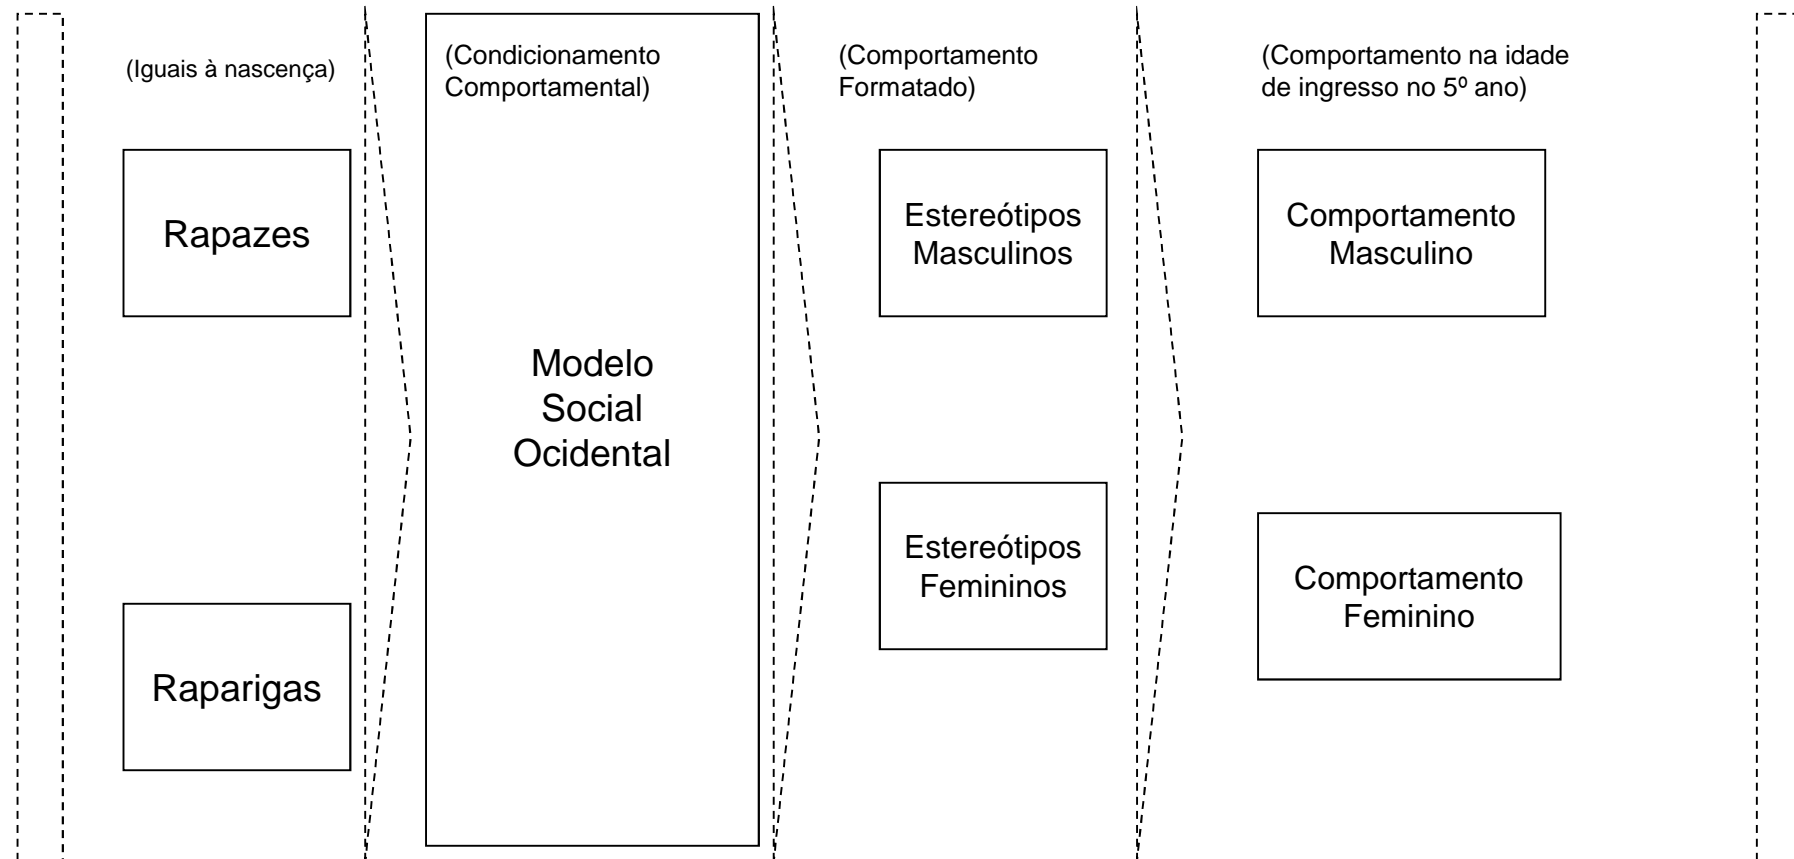 (Iguais à nascença)
Rapazes
Raparigas
(Condicionamento
Comportamental)
Modelo
Social
Ocidental
(Comportamento
Formatado)
Estereótipos
Masculinos
Estereótipos
Femininos
(Comportamento na idade
de ingresso no 5º ano)
Comportamento
Masculino
Comportamento
Feminino